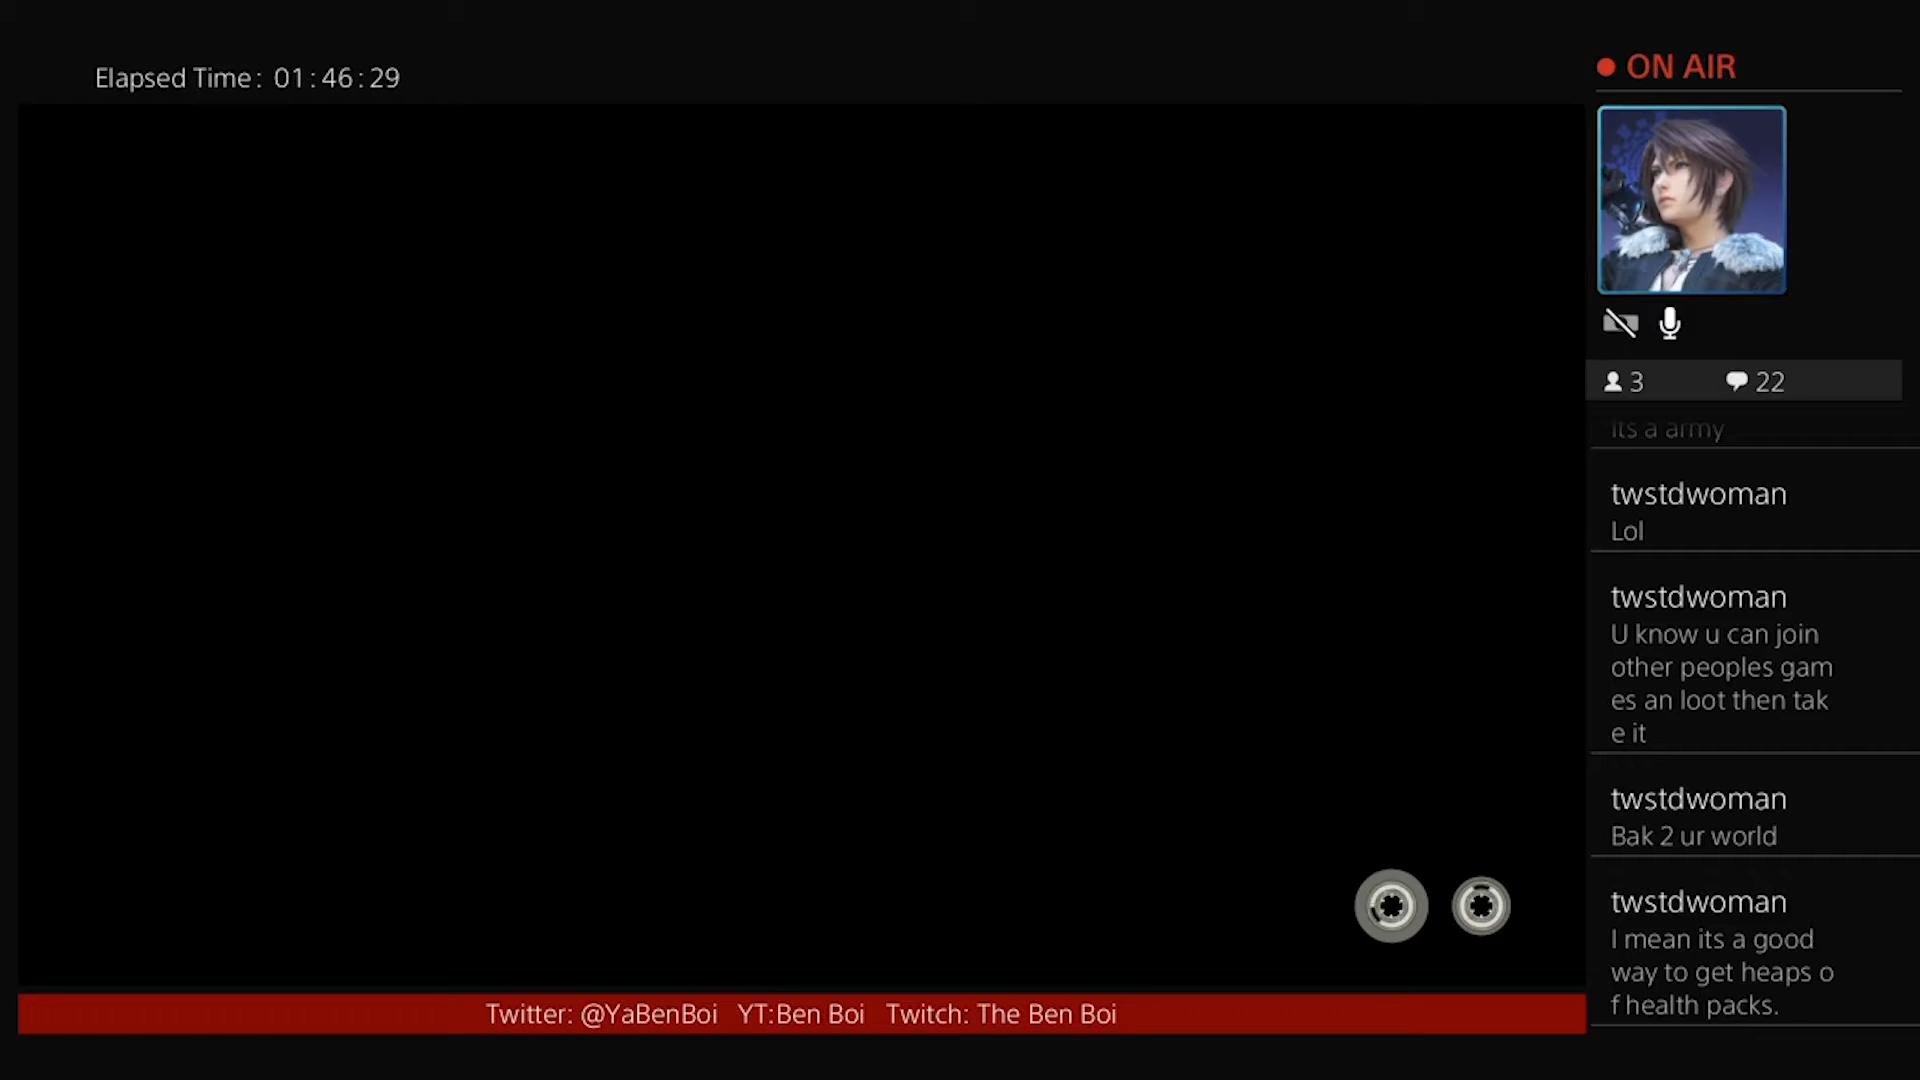 Elapsed Time: 01:46:29
ON AIR
3 22
Its a army
twstdwoman
Lol
twstdwoman
U know u can join
other peoples gam
es an loot then tak
e it
twstdwoman
Bak 2 ur world
twstdwoman
I mean its a good
way to get heaps o
f health packs.
Twitter: @YaBenBoi YT:Ben Boi Twitch: The Ben Boi